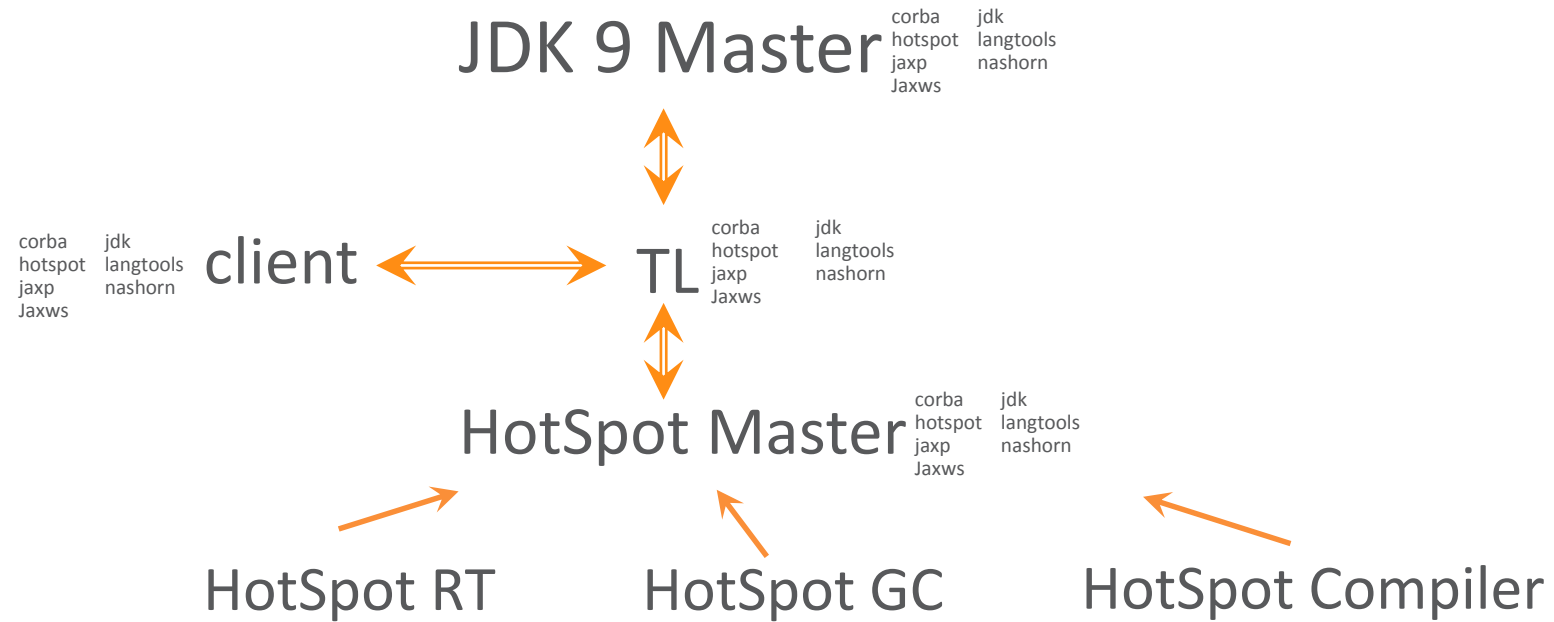 JDK 9 Master
corba jdk
hotspot langtools
jaxp nashorn
Jaxws
corba jdk
hotspot langtools
jaxp nashorn
Jaxws
client
TL
corba jdk
hotspot langtools
jaxp nashorn
Jaxws
HotSpot Master
corba jdk
hotspot langtools
jaxp nashorn
Jaxws
HotSpot RT
HotSpot GC
HotSpot Compiler